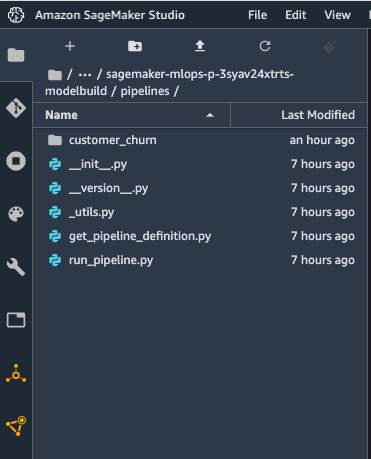 Amazon SageMaker Studio File Edit View
/ ··· / sagemaker-mlops-p-3syav24xtrts-
modelbuild / pipelines /
Name Last Modified
customer_churn an hour ago
__init__.py 7 hours ago
__version__.py 7 hours ago
_utils.py 7 hours ago
get_pipeline_definition.py 7 hours ago
run_pipeline.py 7 hours ago